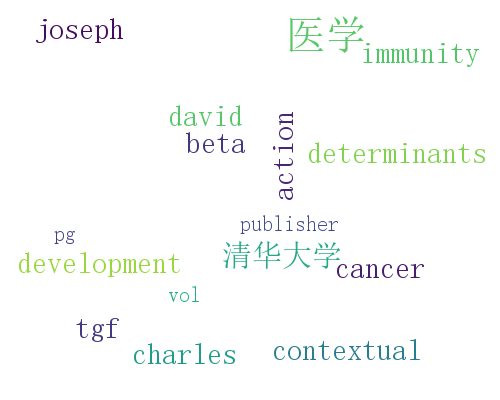 joseph
医学
immunity
david
beta
action
determinants
publisher
pg
清华大学
development
cancer
vol
tgf
charles
contextual